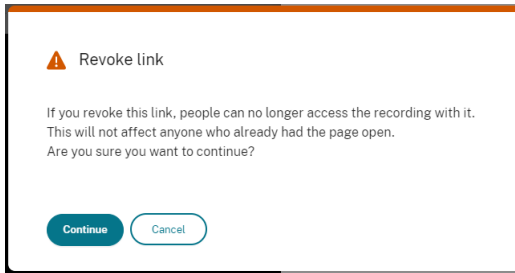 Revoke link
If you revoke this link, people can no longer access the recording with it.
This will not affect anyone who already had the page open.
Are you sure you want to continue?
Continue
Cancel